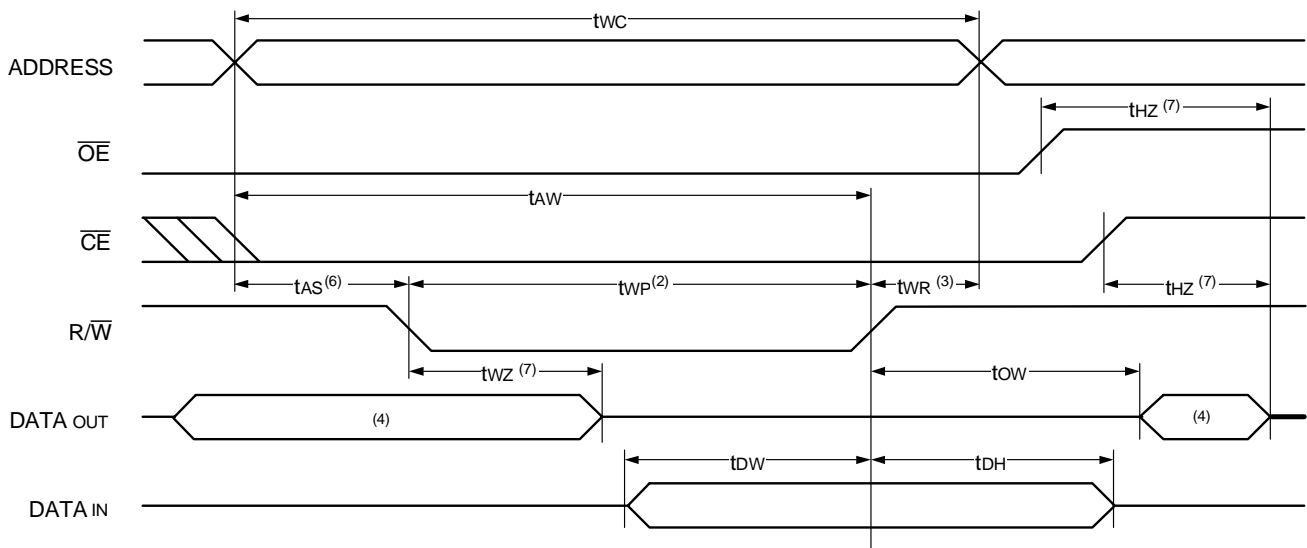 tWC
ADDRESS
tHZ (7)
OE
tAW
CE
tAS(6)
tWP(2)
tWR (3)
tHZ (7)
R/W
tWZ (7)
tOW
DATA OUT
(4)
(4)
tDW
tDH
DATA IN